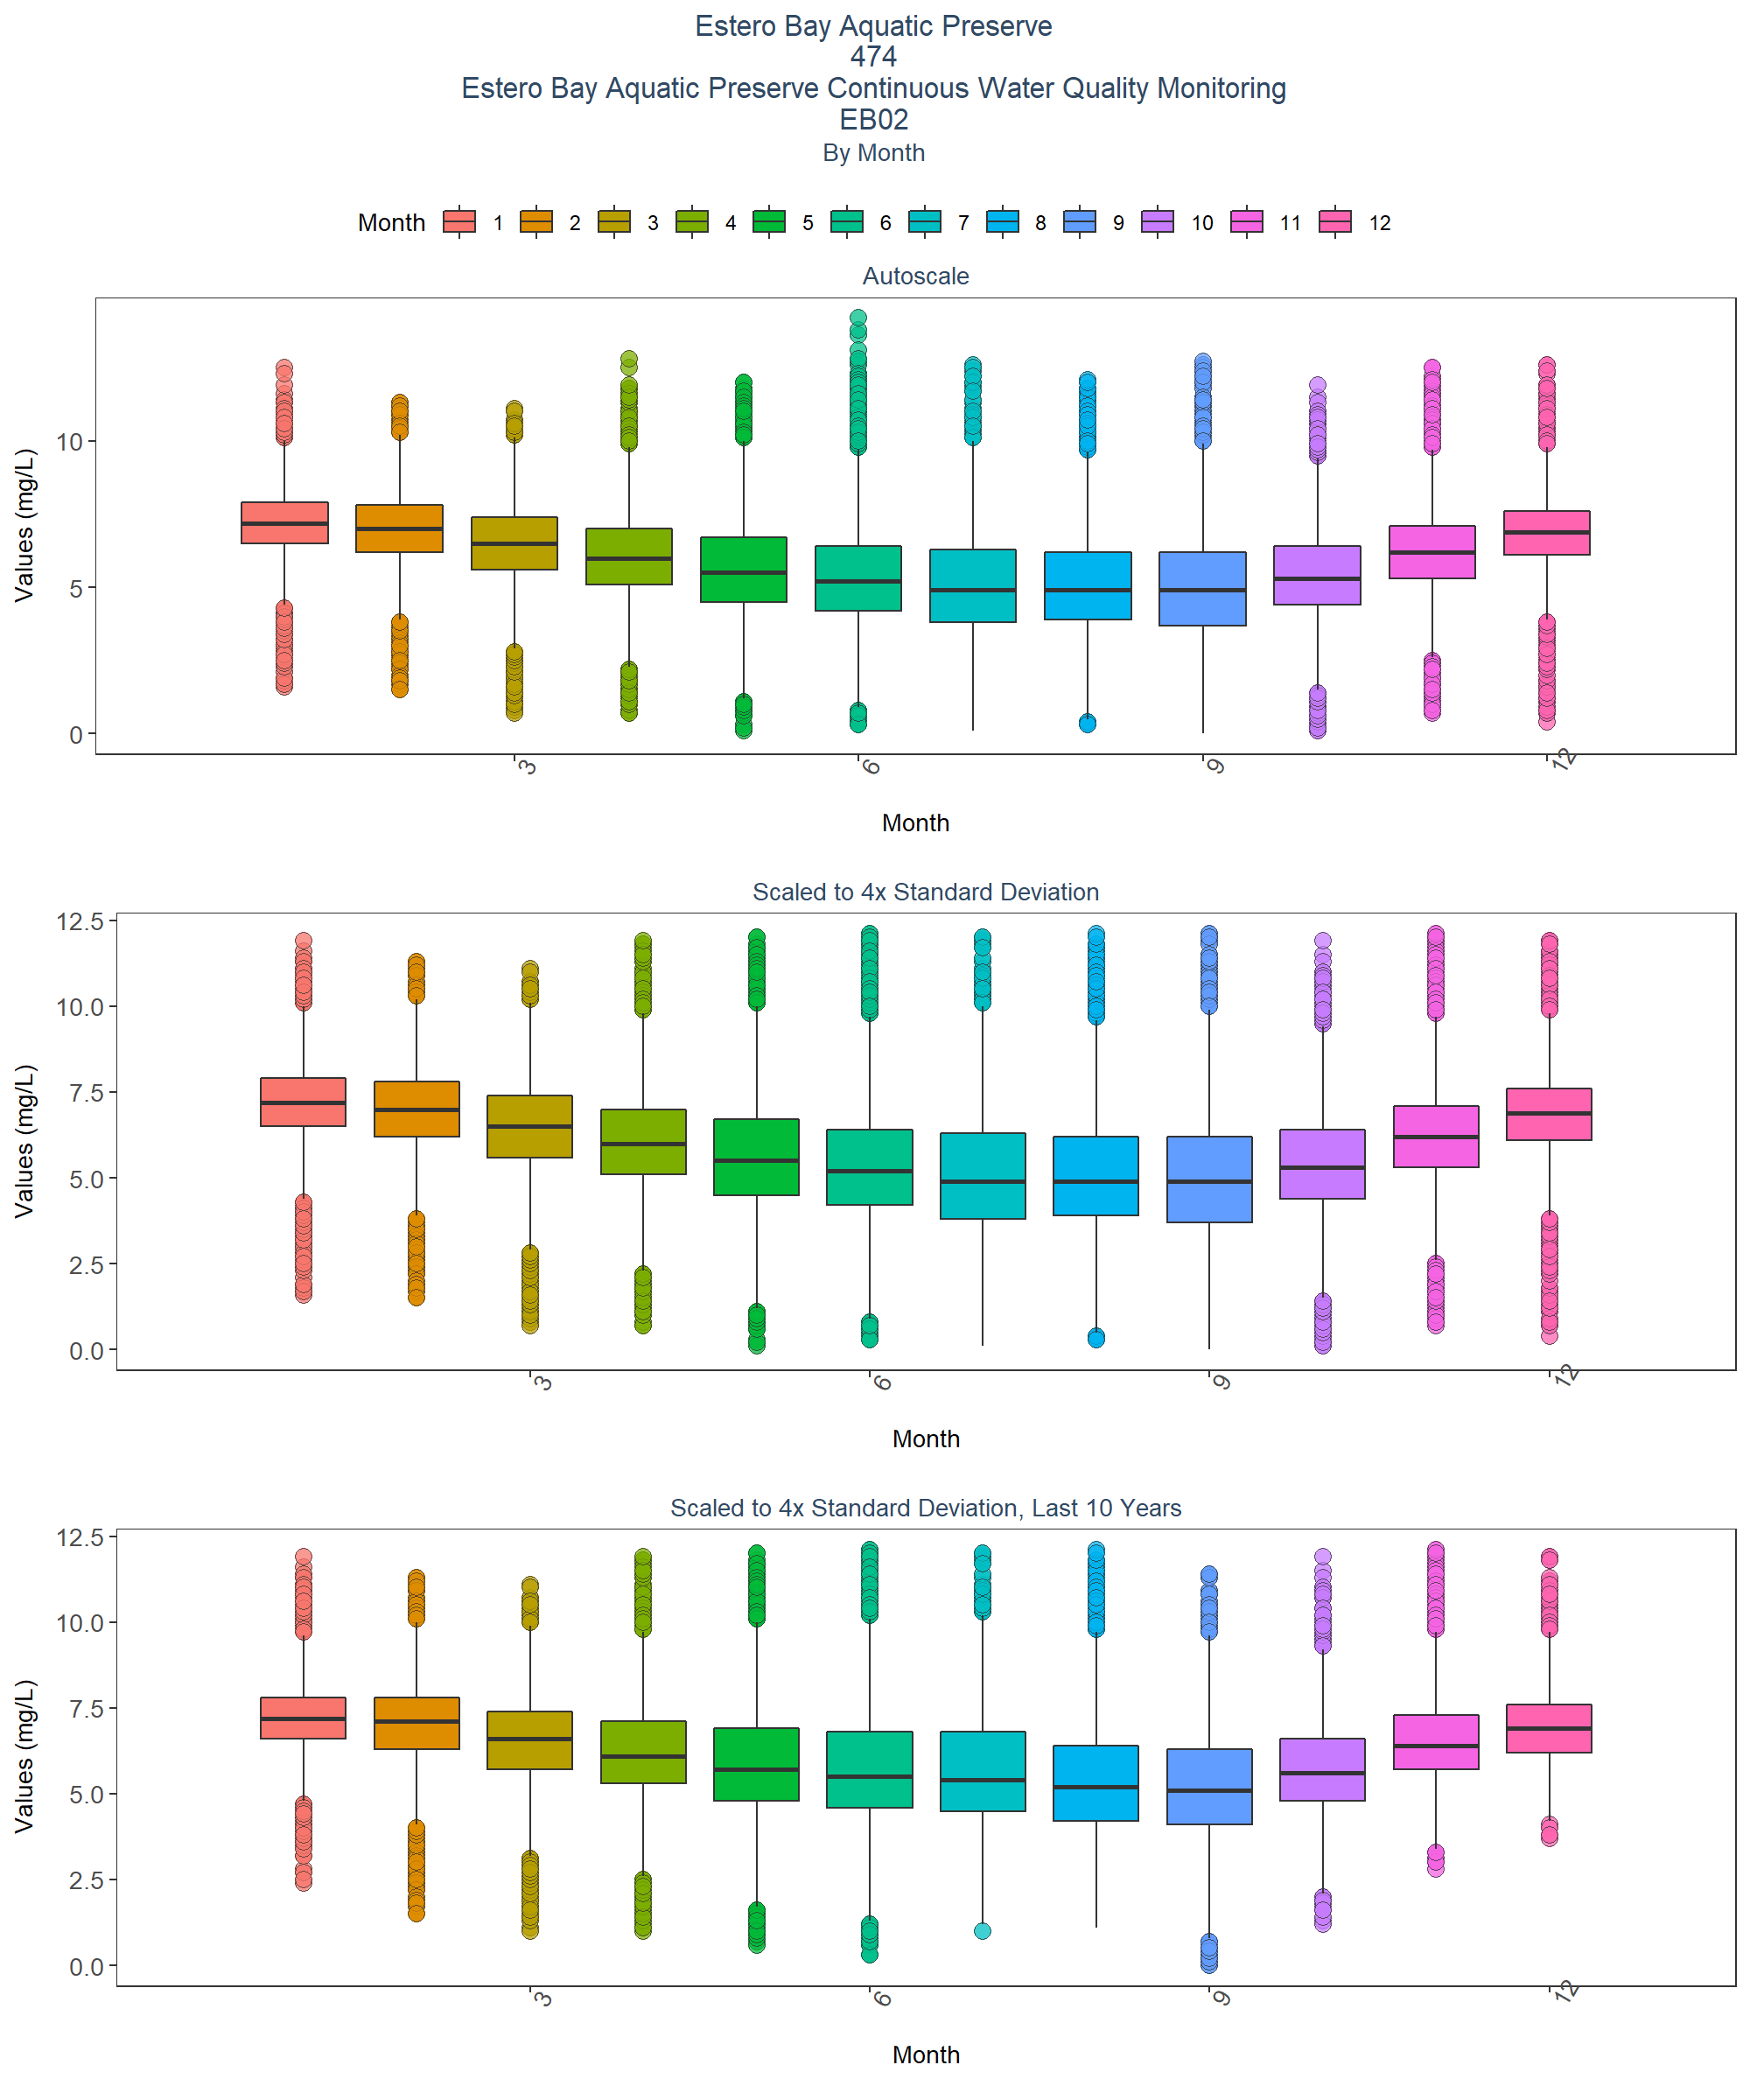 Estero Bay Aquatic Preserve
474
Estero Bay Aquatic Preserve Continuous Water Quality Monitoring
EB02
By Month
Month 1 2 3 4 5 6 7 8 9 10 11 12
Autoscale
Values (mg/L)
10
5
0
3 6 9 12
Month
Scaled to 4x Standard Deviation
Values (mg/L)
12.5
10.0
7.5
5.0
2.5
0.0
3 6 9 12
Month
Scaled to 4x Standard Deviation, Last 10 Years
Values (mg/L)
12.5
10.0
7.5
5.0
2.5
0.0
3 6 9 12
Month